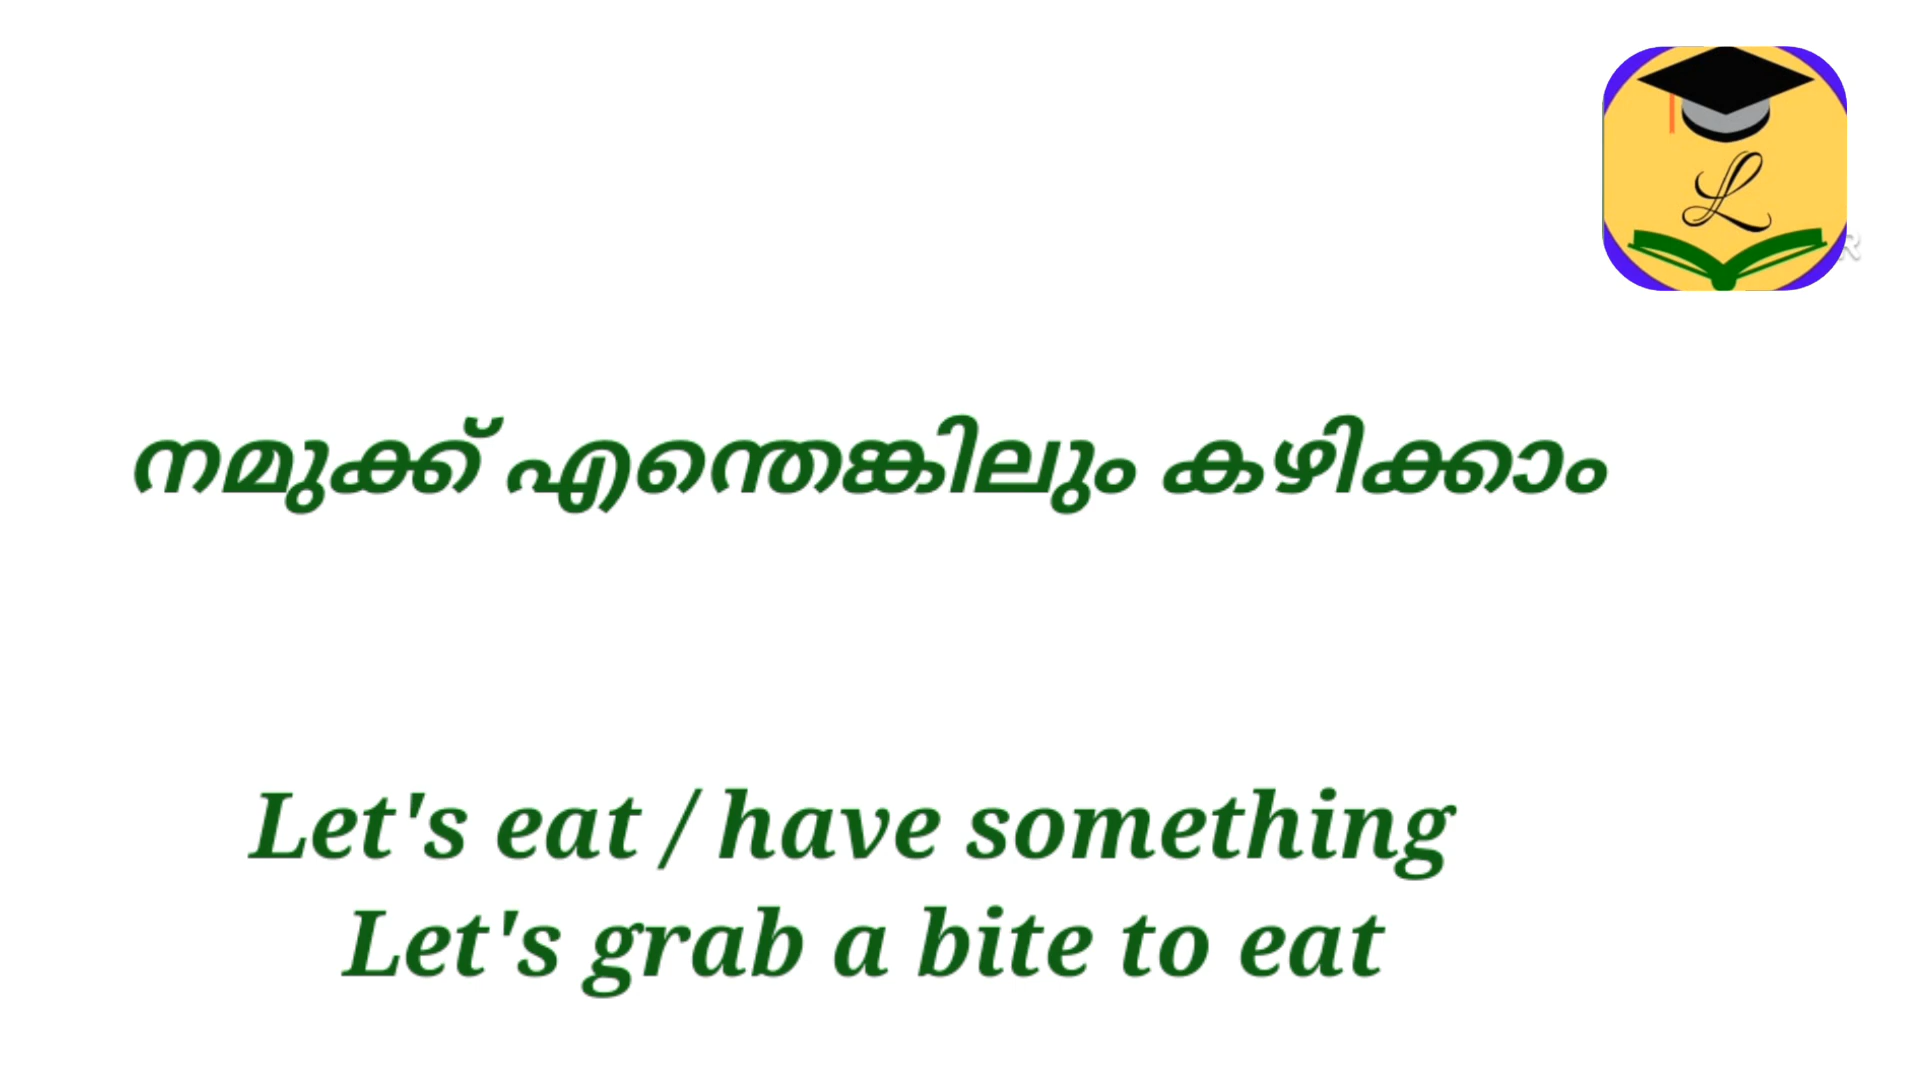 നമുക്ക് എന്തെങ്കിലും കഴിക്കാം
Let's eat / have something
Let's grab a bite to eat
L
R